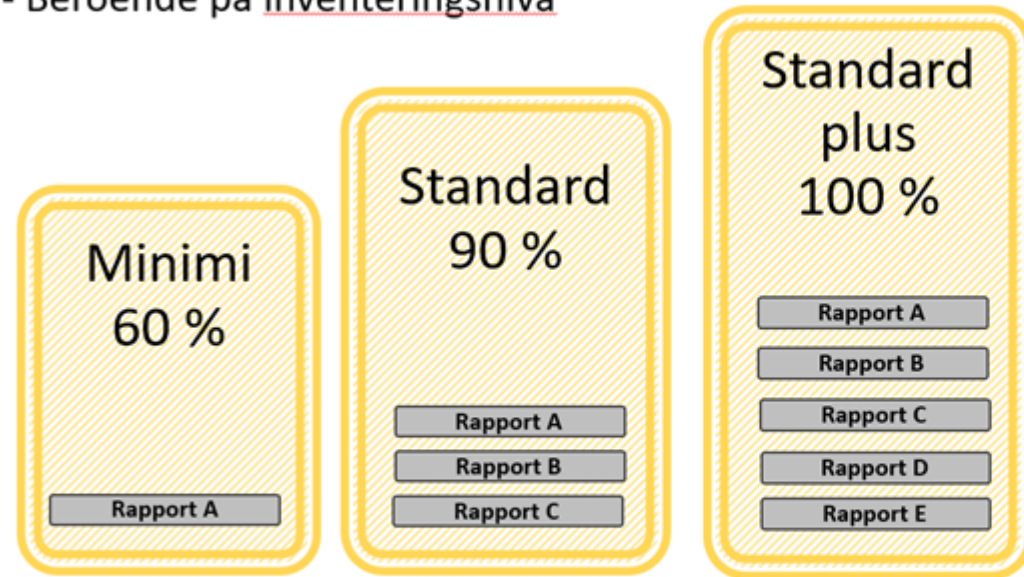 - Beroende på inventeringsnivå
Minimi
60 %
Rapport A
Standard
90 %
Rapport A
Rapport B
Rapport C
Standard
plus
100 %
Rapport A
Rapport B
Rapport C
Rapport D
Rapport E